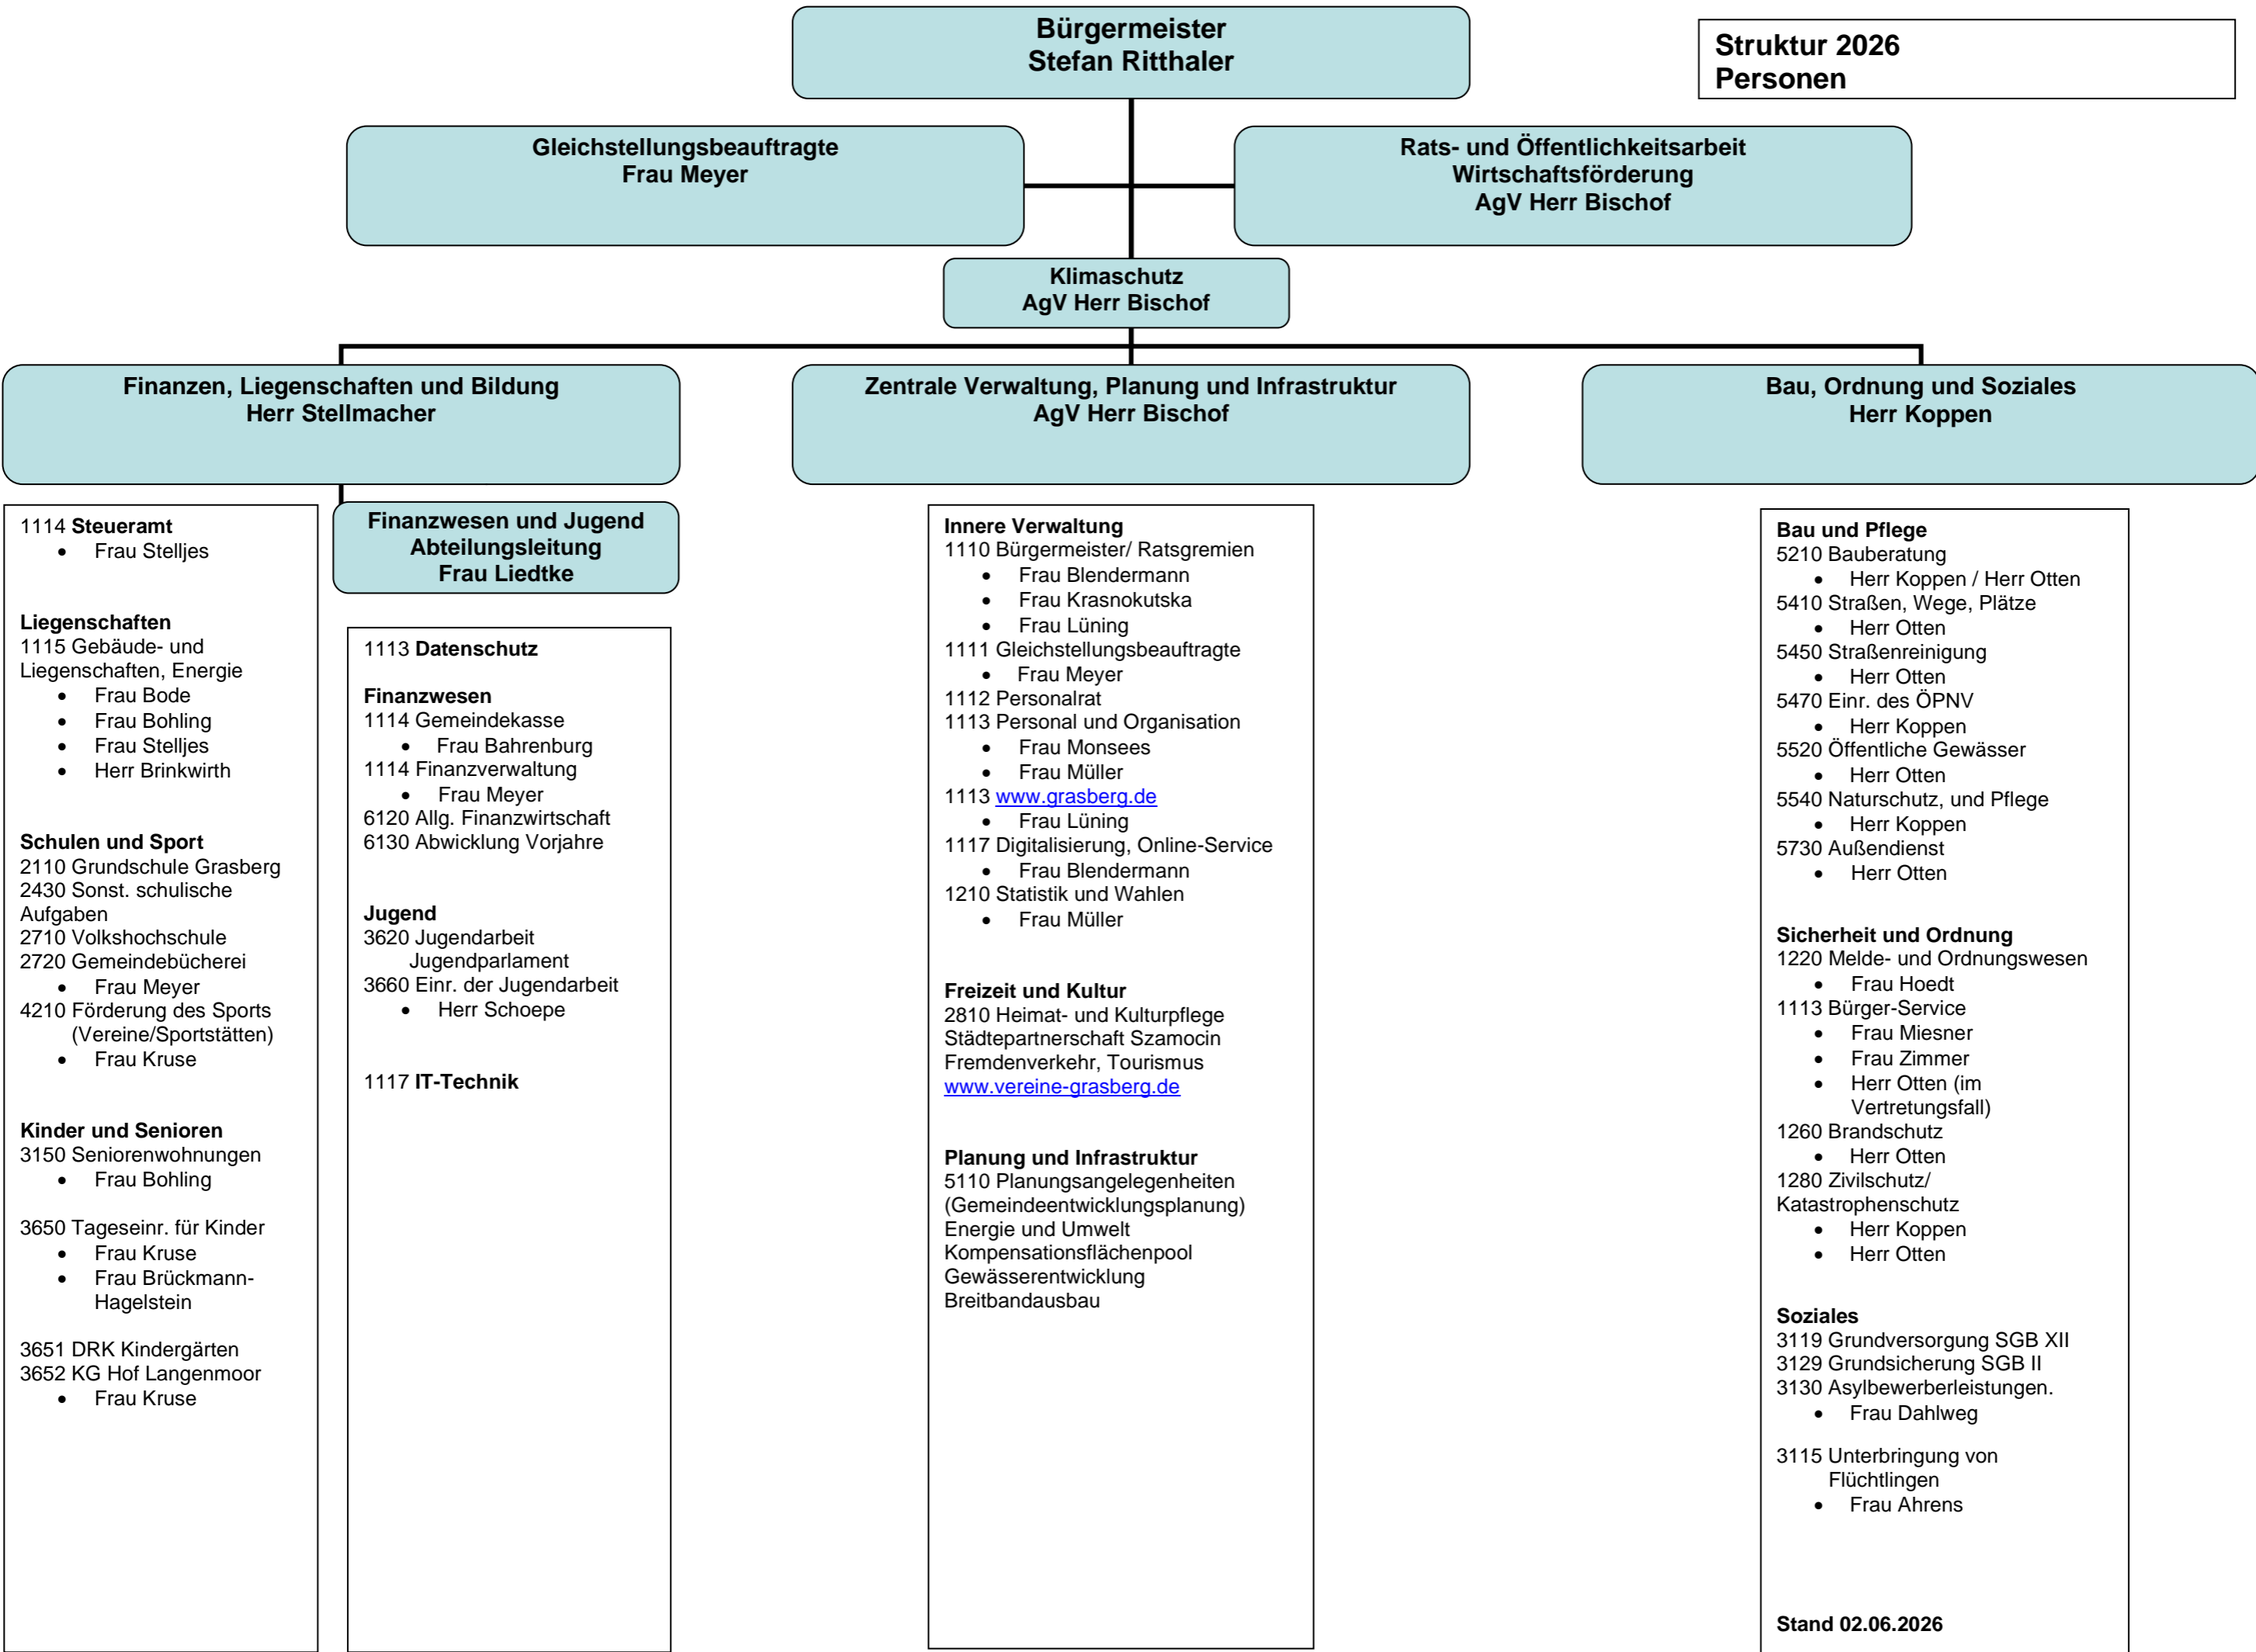 Bürgermeister
Stefan Ritthaler
Struktur 2026
Personen
Gleichstellungsbeauftragte
Frau Meyer
Rats- und Öffentlichkeitsarbeit
Wirtschaftsförderung
AgV Herr Bischof
Klimaschutz
AgV Herr Bischof
Finanzen, Liegenschaften und Bildung
Herr Stellmacher
Zentrale Verwaltung, Planung und Infrastruktur
AgV Herr Bischof
Bau, Ordnung und Soziales
Herr Koppen
1114 Steueramt
• Frau Stelljes
Liegenschaften
1115 Gebäude- und
Liegenschaften, Energie
• Frau Bode
• Frau Bohling
• Frau Stelljes
• Herr Brinkwirth
Schulen und Sport
2110 Grundschule Grasberg
2430 Sonst. schulische
Aufgaben
2710 Volkshochschule
2720 Gemeindebücherei
• Frau Meyer
4210 Förderung des Sports
(Vereine/Sportstätten)
• Frau Kruse
Kinder und Senioren
3150 Seniorenwohnungen
• Frau Bohling
3650 Tageseinr. für Kinder
• Frau Kruse
• Frau Brückmann-
Hagelstein
3651 DRK Kindergärten
3652 KG Hof Langenmoor
• Frau Kruse
Finanzwesen und Jugend
Abteilungsleitung
Frau Liedtke
1113 Datenschutz
Finanzwesen
1114 Gemeindekasse
• Frau Bahrenburg
1114 Finanzverwaltung
• Frau Meyer
6120 Allg. Finanzwirtschaft
6130 Abwicklung Vorjahre
Jugend
3620 Jugendarbeit
Jugendparlament
3660 Einr. der Jugendarbeit
• Herr Schoepe
1117 IT-Technik
Innere Verwaltung
1110 Bürgermeister/ Ratsgremien
• Frau Blendermann
• Frau Krasnokutska
• Frau Lüning
1111 Gleichstellungsbeauftragte
• Frau Meyer
1112 Personalrat
1113 Personal und Organisation
• Frau Monsees
• Frau Müller
1113 www.grasberg.de
• Frau Lüning
1117 Digitalisierung, Online-Service
• Frau Blendermann
1210 Statistik und Wahlen
• Frau Müller
Freizeit und Kultur
2810 Heimat- und Kulturpflege
Städtepartnerschaft Szamocin
Fremdenverkehr, Tourismus
www.vereine-grasberg.de
Planung und Infrastruktur
5110 Planungsangelegenheiten
(Gemeindeentwicklungsplanung)
Energie und Umwelt
Kompensationsflächenpool
Gewässerentwicklung
Breitbandausbau
Bau und Pflege
5210 Bauberatung
• Herr Koppen / Herr Otten
5410 Straßen, Wege, Plätze
• Herr Otten
5450 Straßenreinigung
• Herr Otten
5470 Einr. des ÖPNV
• Herr Koppen
5520 Öffentliche Gewässer
• Herr Otten
5540 Naturschutz, und Pflege
• Herr Koppen
5730 Außendienst
• Herr Otten
Sicherheit und Ordnung
1220 Melde- und Ordnungswesen
• Frau Hoedt
1113 Bürger-Service
• Frau Miesner
• Frau Zimmer
• Herr Otten (im
Vertretungsfall)
1260 Brandschutz
• Herr Otten
1280 Zivilschutz/
Katastrophenschutz
• Herr Koppen
• Herr Otten
Soziales
3119 Grundversorgung SGB XII
3129 Grundsicherung SGB II
3130 Asylbewerberleistungen.
• Frau Dahlweg
3115 Unterbringung von
Flüchtlingen
• Frau Ahrens
Stand 02.06.2026